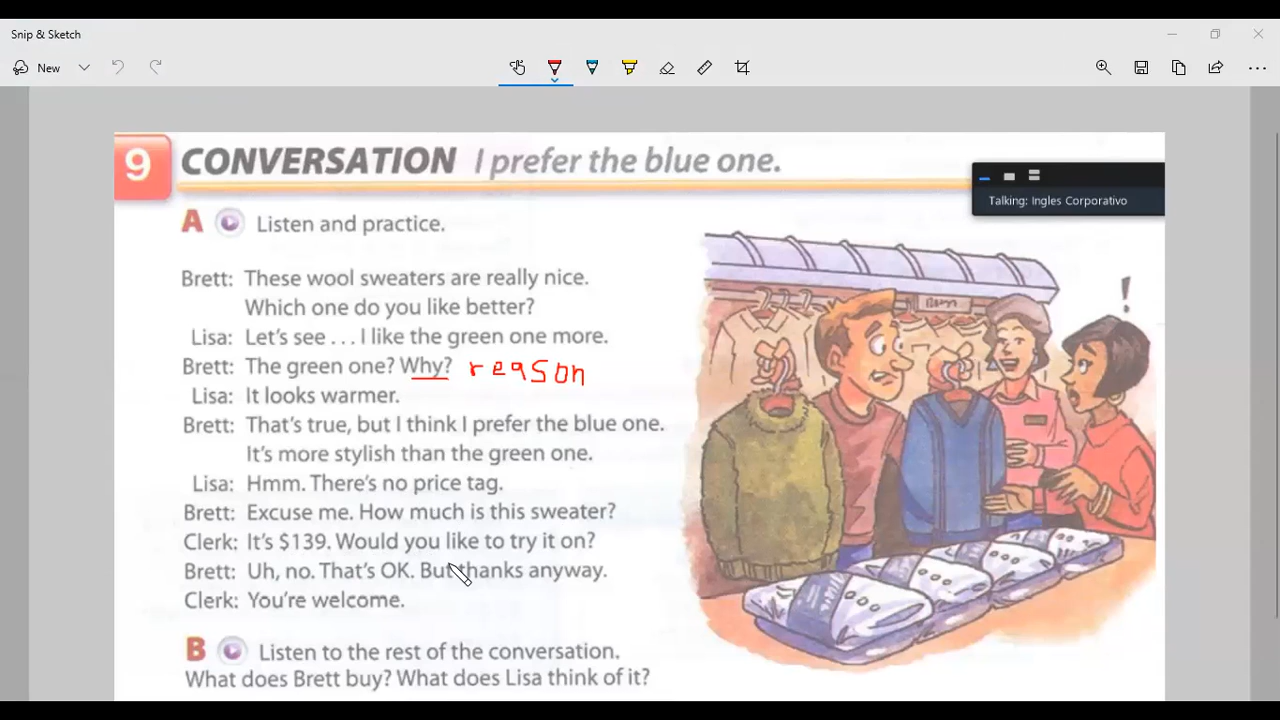 Snip & Sketch
New
9 CONVERSATION I prefer the blue one.
Talking: Ingles Corporativo
A Listen and practice.
Brett: These wool sweaters are really nice.
Which one do you like better?
Lisa: Let's see . . . I like the green one more.
Brett: The green one? Why? reason
Lisa: It looks warmer.
Brett: That's true, but I think I prefer the blue one.
It's more stylish than the green one.
Lisa: Hmm. There's no price tag.
Brett: Excuse me. How much is this sweater?
Clerk: It's $139. Would you like to try it on?
Brett: Uh, no. That's OK. But thanks anyway.
Clerk: You're welcome.
!
B Listen to the rest of the conversation.
What does Brett buy? What does Lisa think of it?